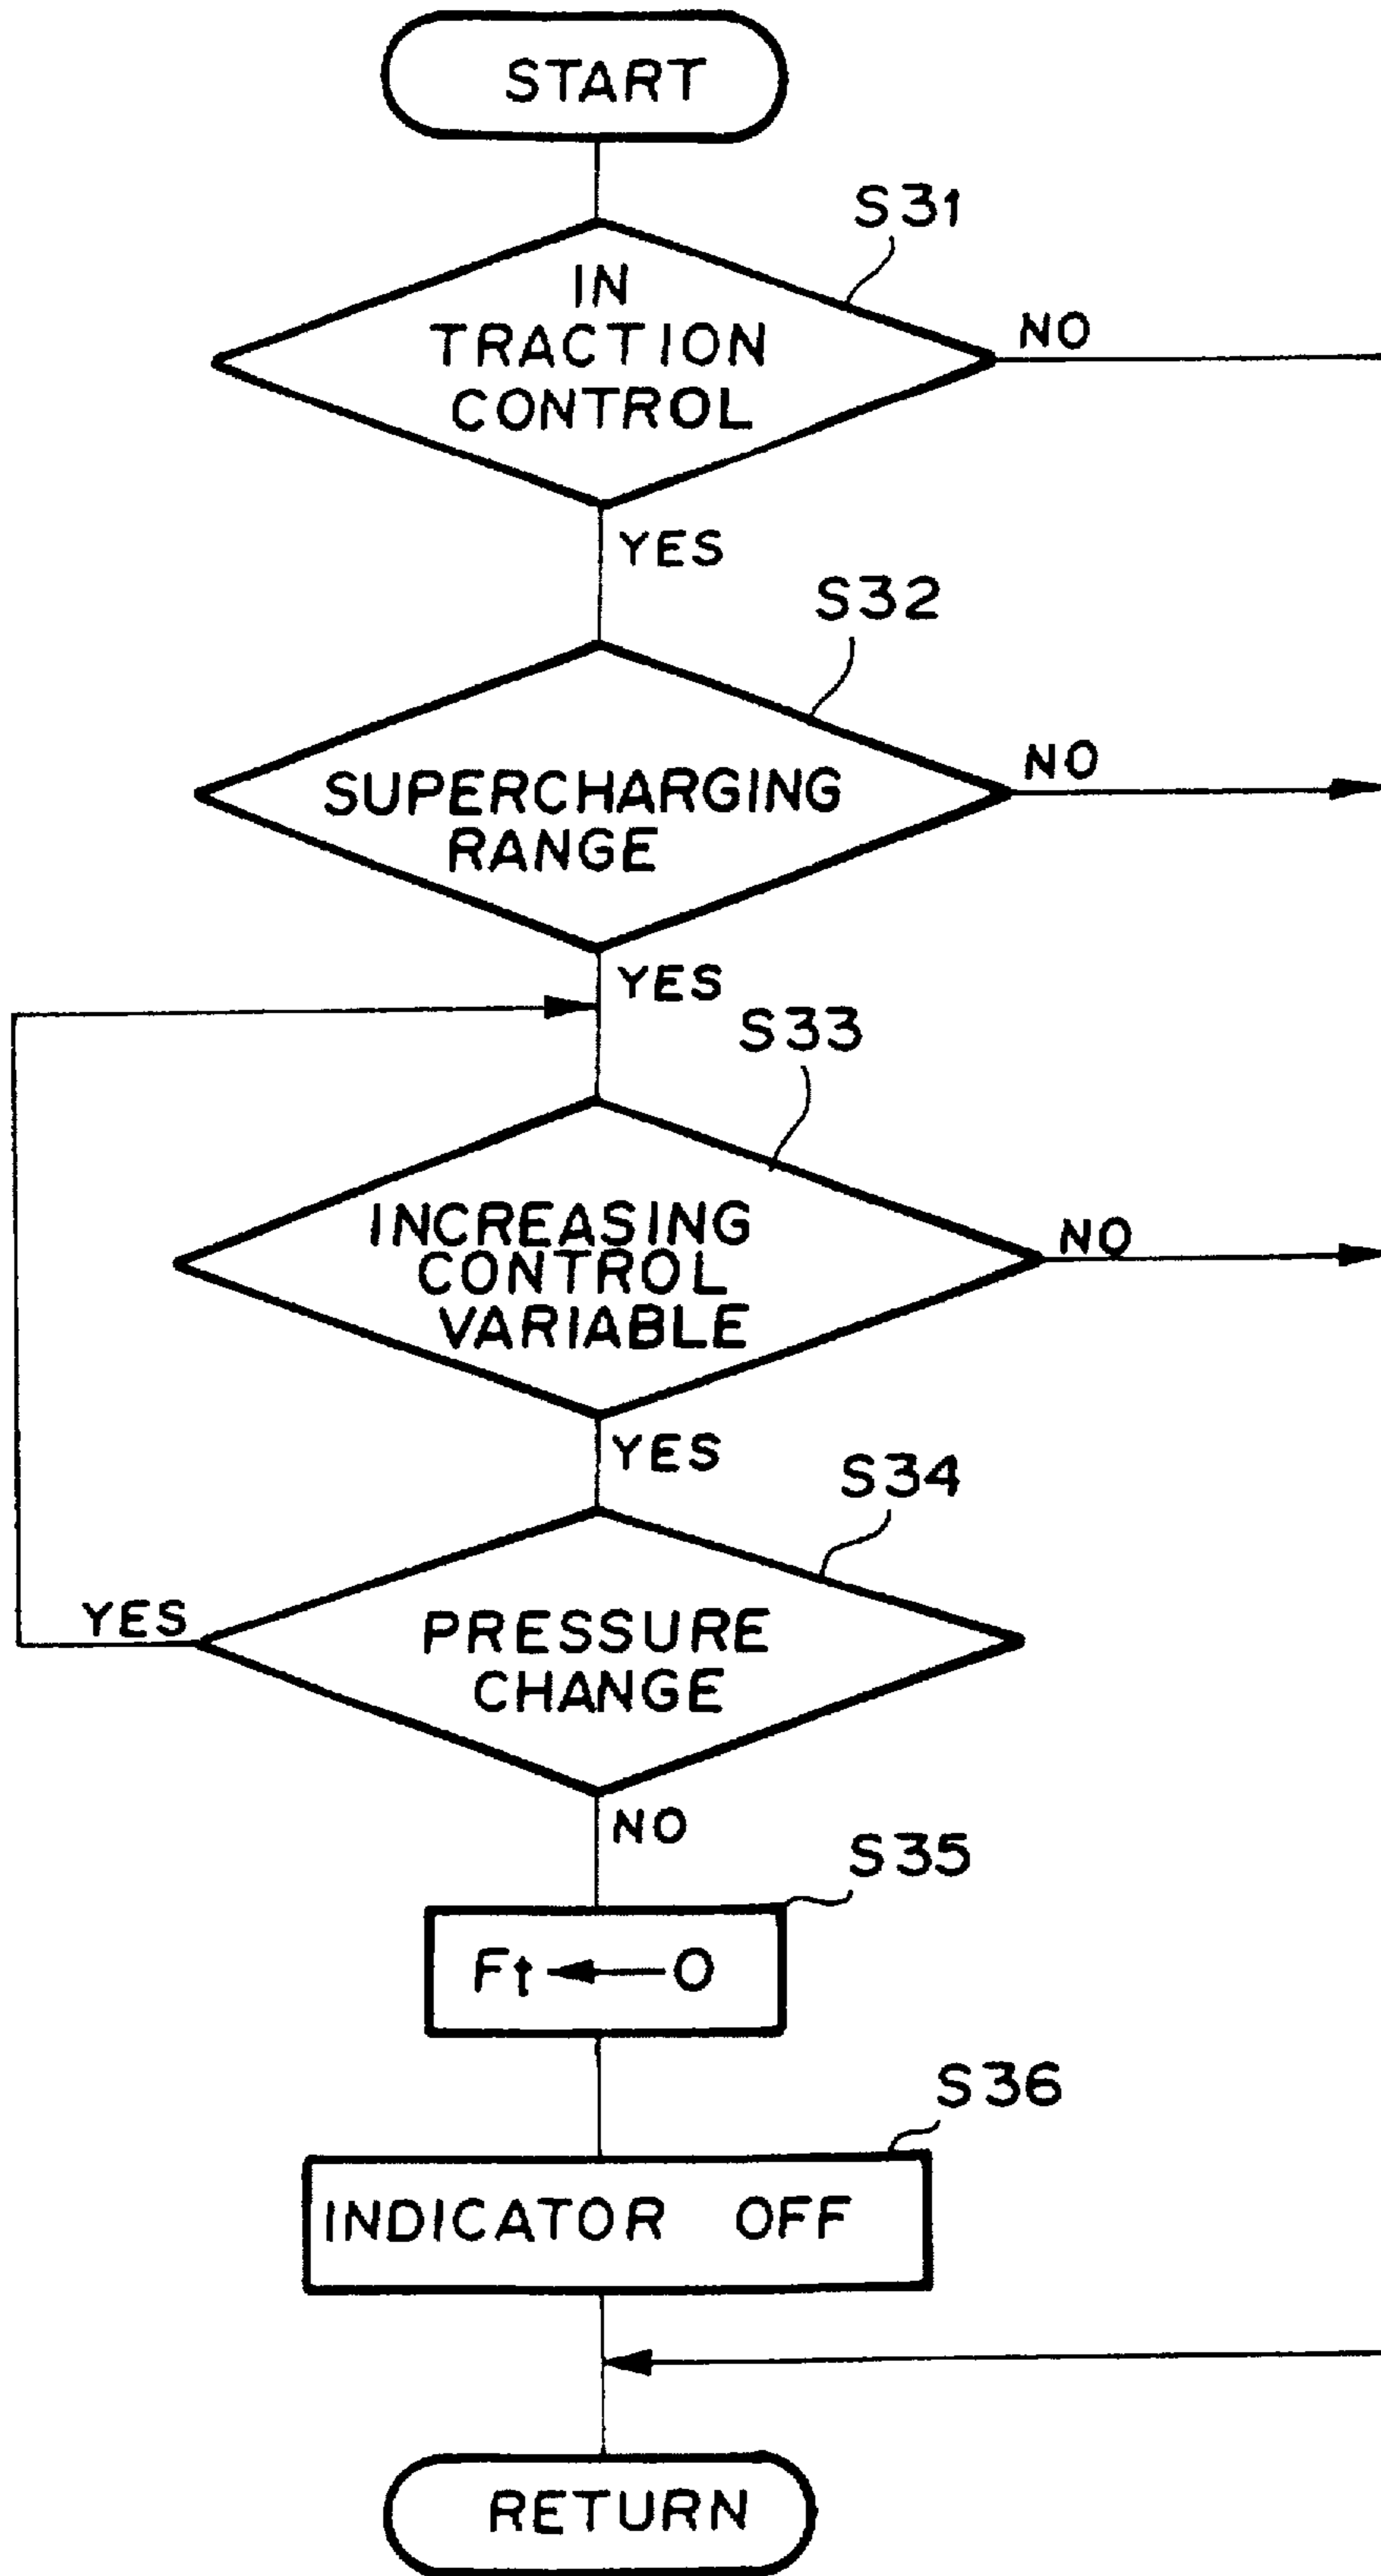 START
S31
IN
TRACTION
CONTROL
NO
YES
S32
SUPERCHARGING
RANGE
NO
YES
S33
INCREASING
CONTROL
VARIABLE
NO
YES
S34
PRESSURE
CHANGE
YES
NO
S35
Ft ← O
S36
INDICATOR OFF
RETURN